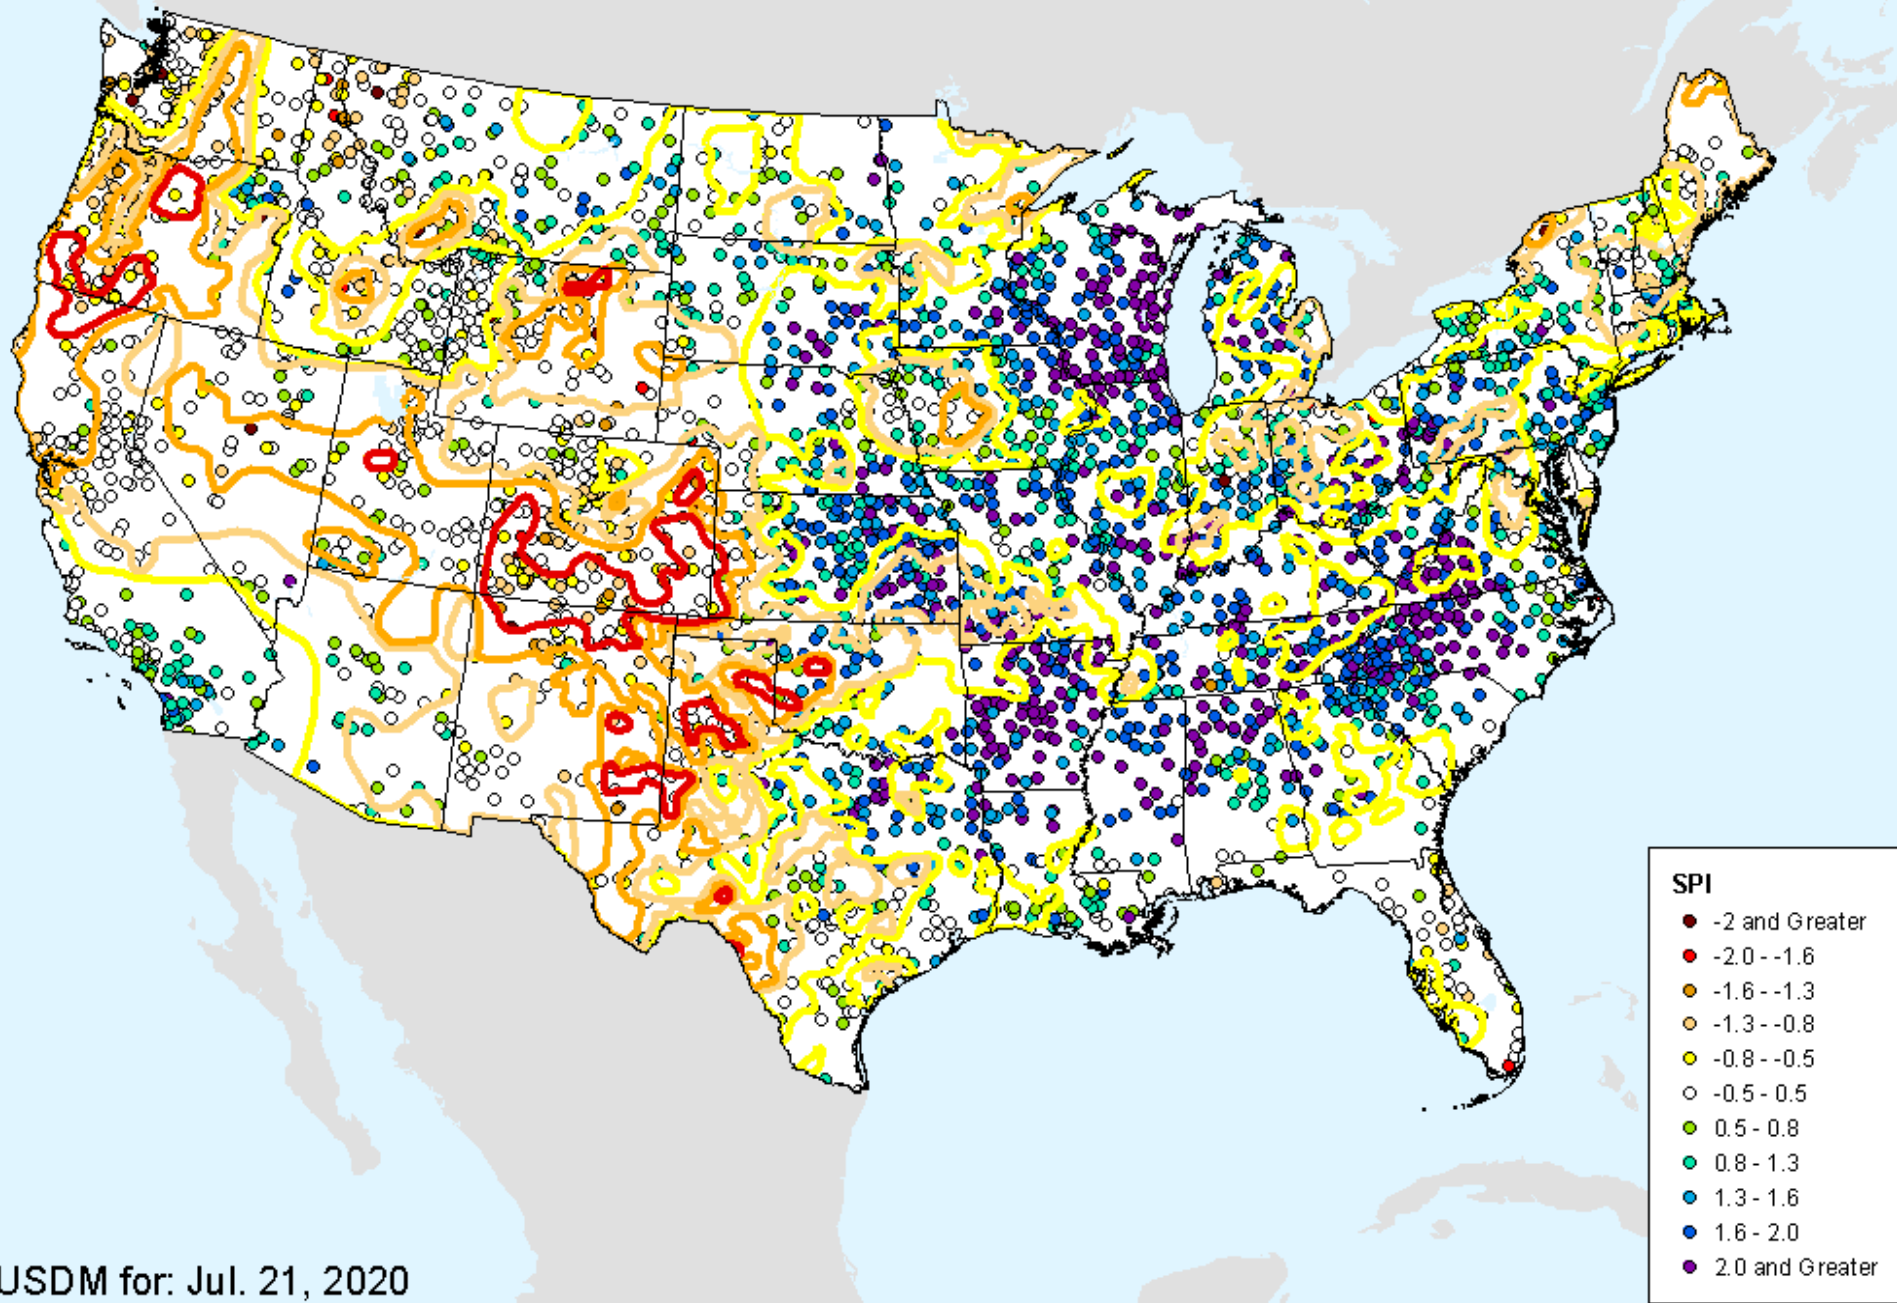 SPI
-2 and Greater
-2.0 - -1.6
-1.6 - -1.3
-1.3 - -0.8
-0.8 - -0.5
-0.5 - 0.5
0.5 - 0.8
0.8 - 1.3
1.3 - 1.6
1.6 - 2.0
2.0 and Greater
USDM for: Jul. 21, 2020